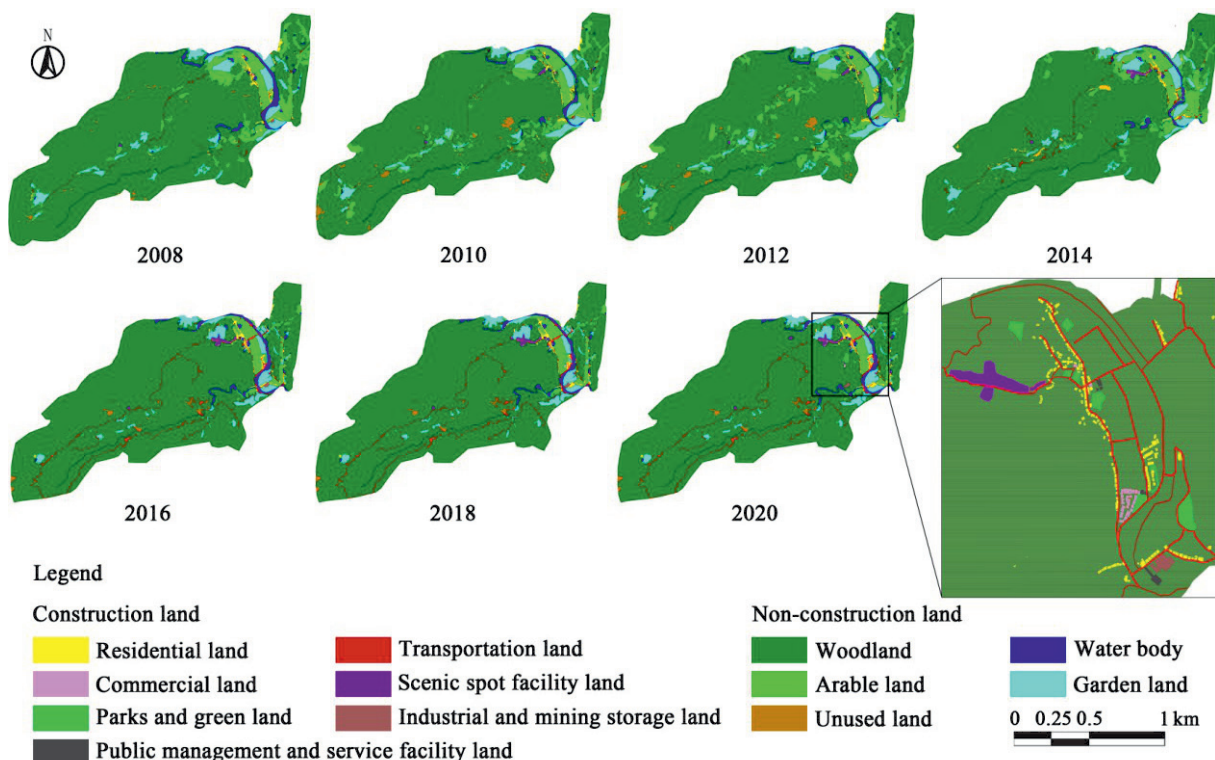 N
2008
2010
2012
2014
2016
2018
2020
Legend
Construction land
Non-construction land
Residential land
Transportation land
Woodland
Water body
Commercial land
Scenic spot facility land
Arable land
Garden land
Parks and green land
Industrial and mining storage land
Unused land
0 0.25 0.5 1 km
Public management and service facility land